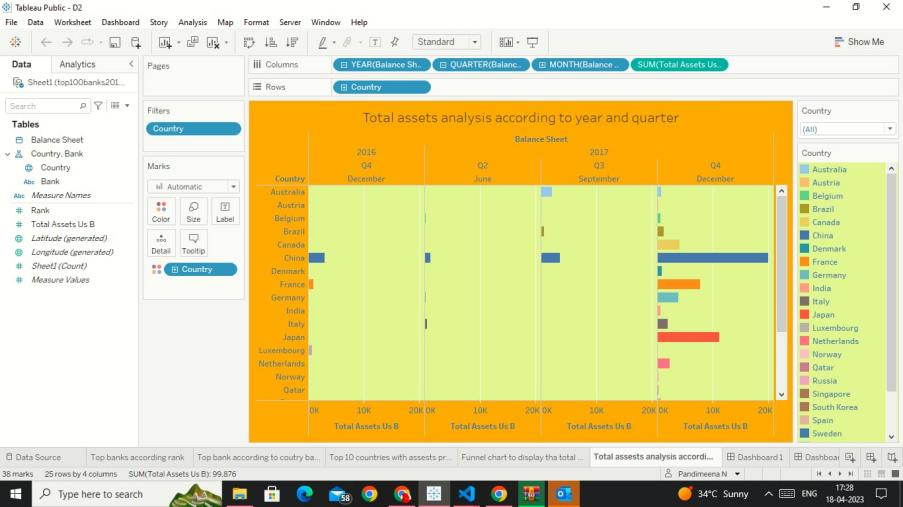 Tableau Public - D2
File Data Worksheet Dashboard Story Analysis Map Format Server Window Help
Standard
Show Me
Data Analytics
Sheet1 (top100banks201...
Search
Tables
Balance Sheet
Country, Bank
Country
Abc Bank
Abc Measure Names
# Rank
# Total Assets Us B
Latitude (generated)
Longitude (generated)
# Sheet1 (Count)
# Measure Values
Pages
Filters
Country
Marks
Automatic
Color Size Label
Detail Tooltip
Country
Columns YEAR(Balance Sh.. QUARTER(Balanc.. MONTH(Balance .. SUM(Total Assets Us..
Rows Country
Total assets analysis according to year and quarter
Balance Sheet
2016 2017
Q4 Q2 Q3 Q4
Country December June September December
Australia
Austria
Belgium
Brazil
Canada
China
Denmark
France
Germany
India
Italy
Japan
Luxembourg
Netherlands
Norway
Qatar
0K 10K 20K 0K 10K 20K 0K 10K 20K 0K 10K 20K
Total Assets Us B Total Assets Us B Total Assets Us B Total Assets Us B
Country
(All)
Country
Australia
Austria
Belgium
Brazil
Canada
China
Denmark
France
Germany
India
Italy
Japan
Luxembourg
Netherlands
Norway
Qatar
Russia
Singapore
South Korea
Spain
Sweden
Data Source Top banks according rank Top bank according to coutry ba... Top 10 countries with assests pr... Funnel chart to display tha total ... Total assests analysis accordi... Dashboard 1 Dashboa
38 marks 25 rows by 4 columns SUM(Total Assets Us B): 99.876 Pandimeena N
Type here to search
58
34°C Sunny
ENG
17:28
18-04-2023